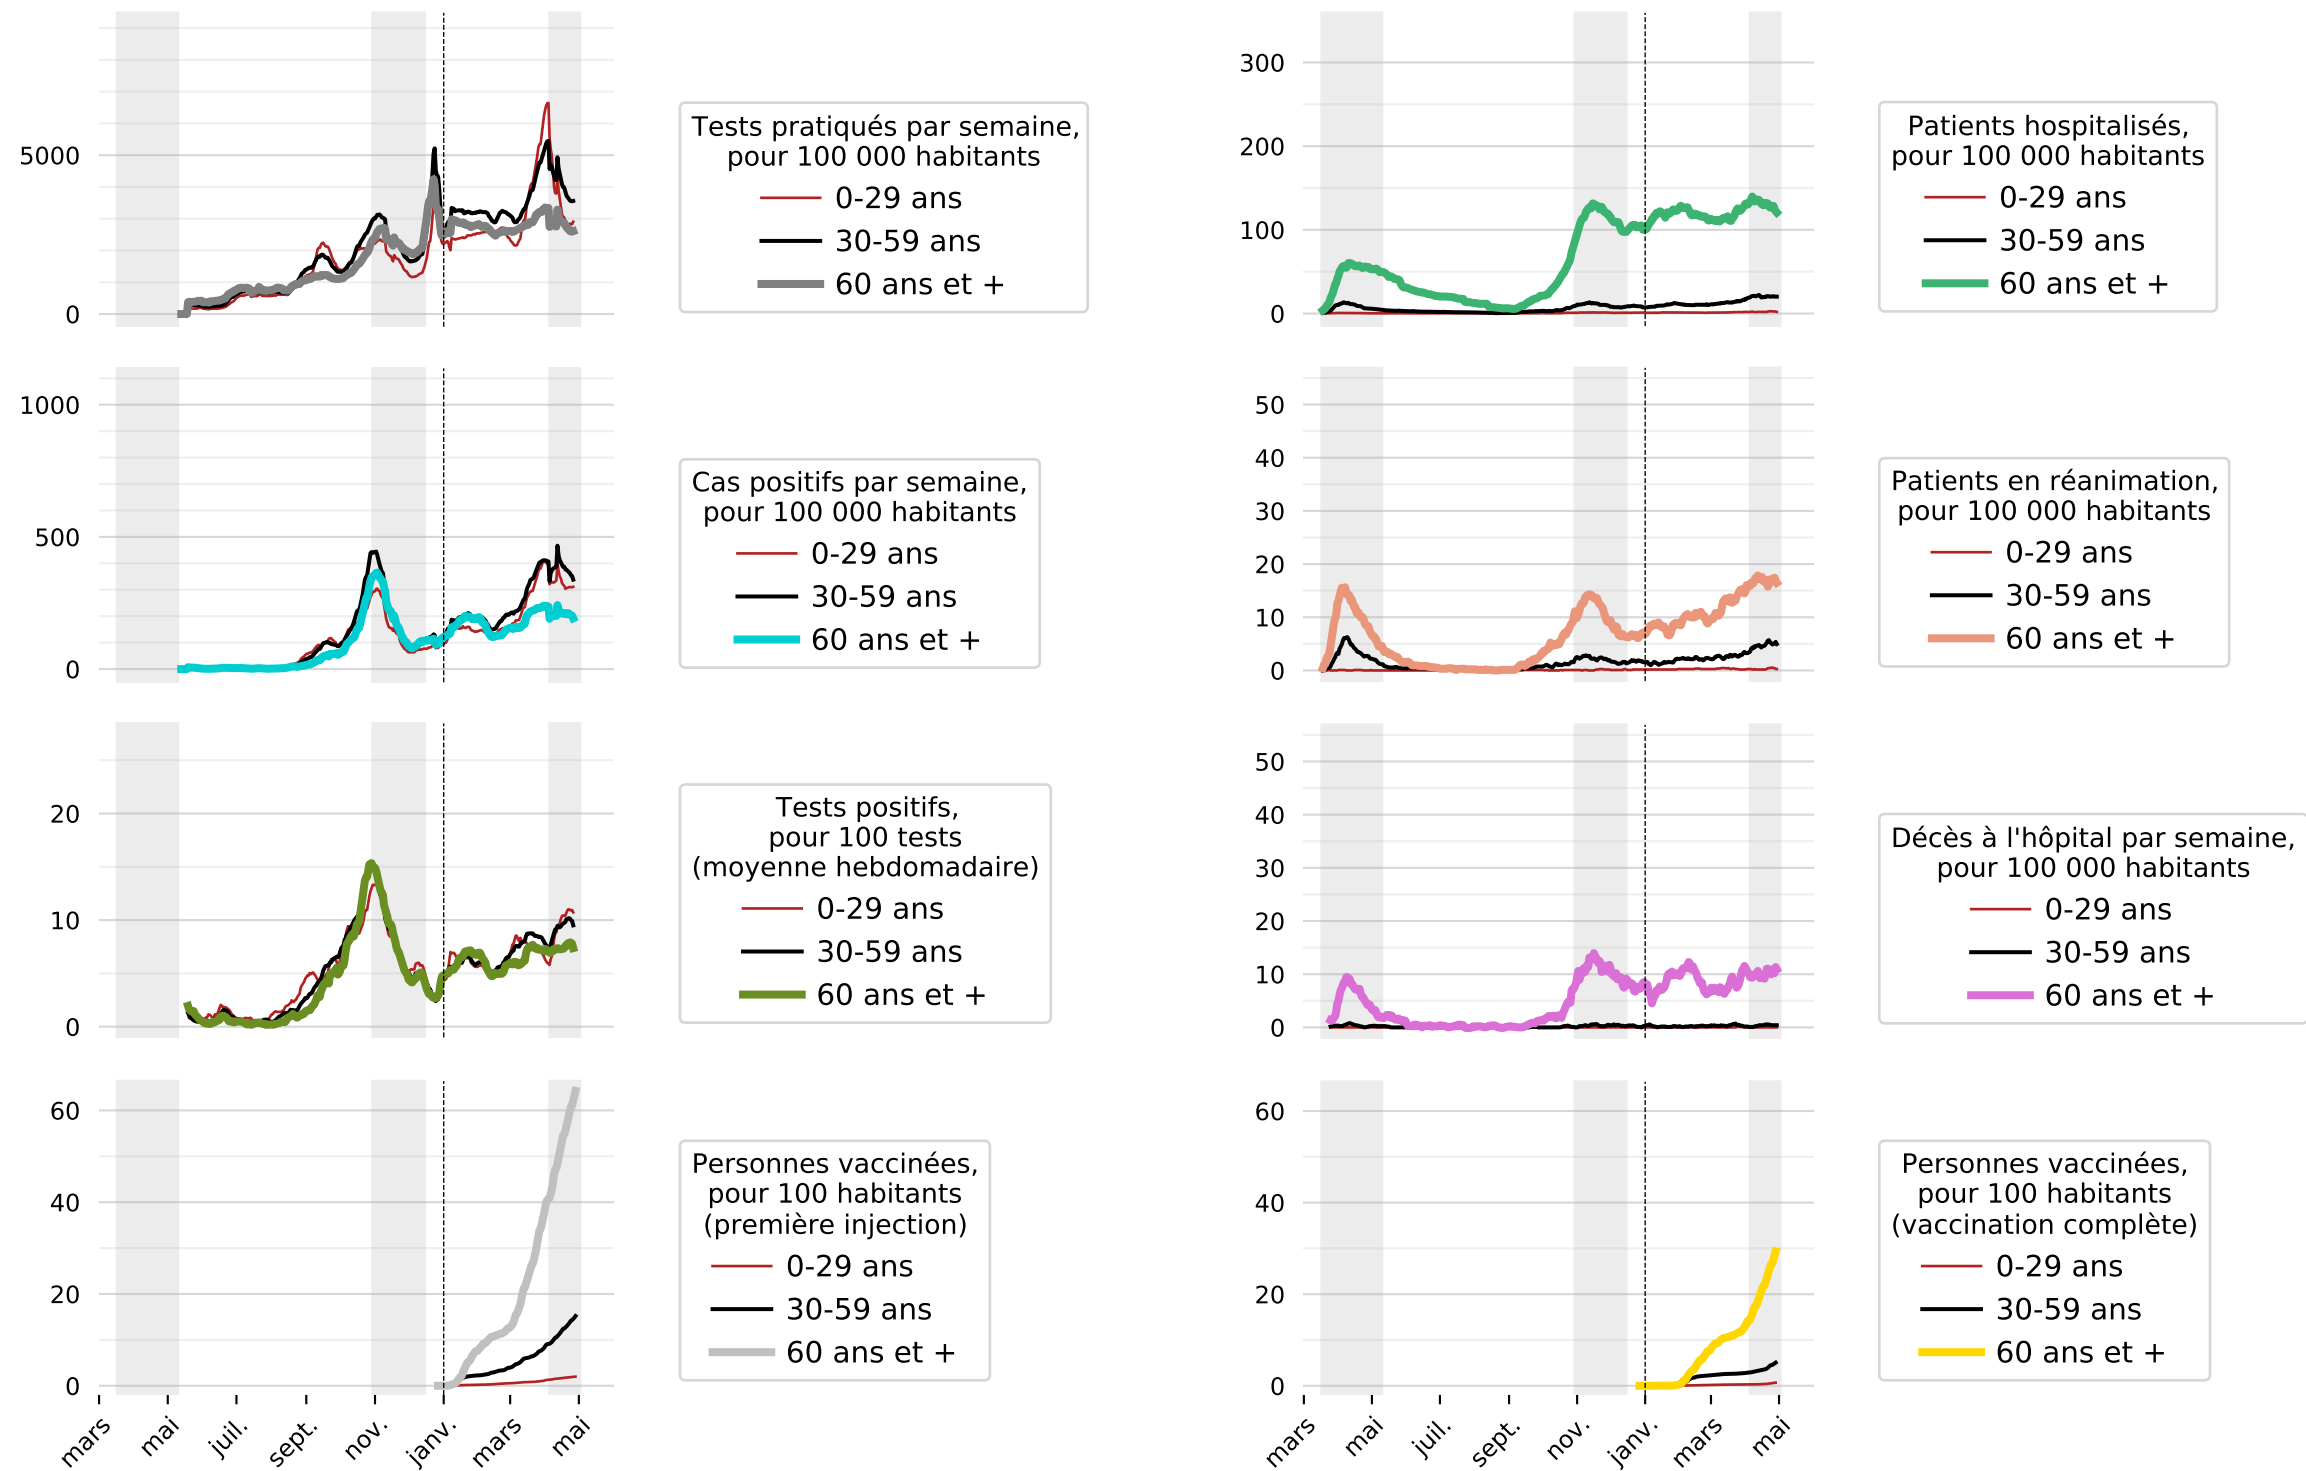 5000
0
Tests pratiqués par semaine,
pour 100 000 habitants
0-29 ans
30-59 ans
60 ans et +
300
200
100
0
Patients hospitalisés,
pour 100 000 habitants
0-29 ans
30-59 ans
60 ans et +
1000
500
0
Cas positifs par semaine,
pour 100 000 habitants
0-29 ans
30-59 ans
60 ans et +
50
40
30
20
10
0
Patients en réanimation,
pour 100 000 habitants
0-29 ans
30-59 ans
60 ans et +
20
10
0
Tests positifs,
pour 100 tests
(moyenne hebdomadaire)
0-29 ans
30-59 ans
60 ans et +
50
40
30
20
10
0
Décès à l'hôpital par semaine,
pour 100 000 habitants
0-29 ans
30-59 ans
60 ans et +
60
40
20
0
mars
mai
juil.
sept.
nov.
janv.
mars
mai
Personnes vaccinées,
pour 100 habitants
(première injection)
0-29 ans
30-59 ans
60 ans et +
60
40
20
0
mars
mai
juil.
sept.
nov.
janv.
mars
mai
Personnes vaccinées,
pour 100 habitants
(vaccination complète)
0-29 ans
30-59 ans
60 ans et +